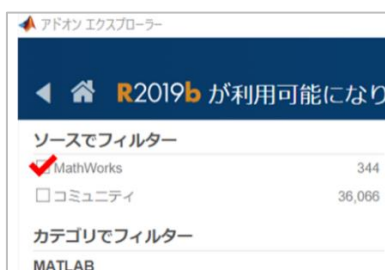 アドオン エクスプローラー
R2019b が利用可能になり
ソースでフィルター
MathWorks 344
コミュニティ 36,066
カテゴリでフィルター
MATLAB